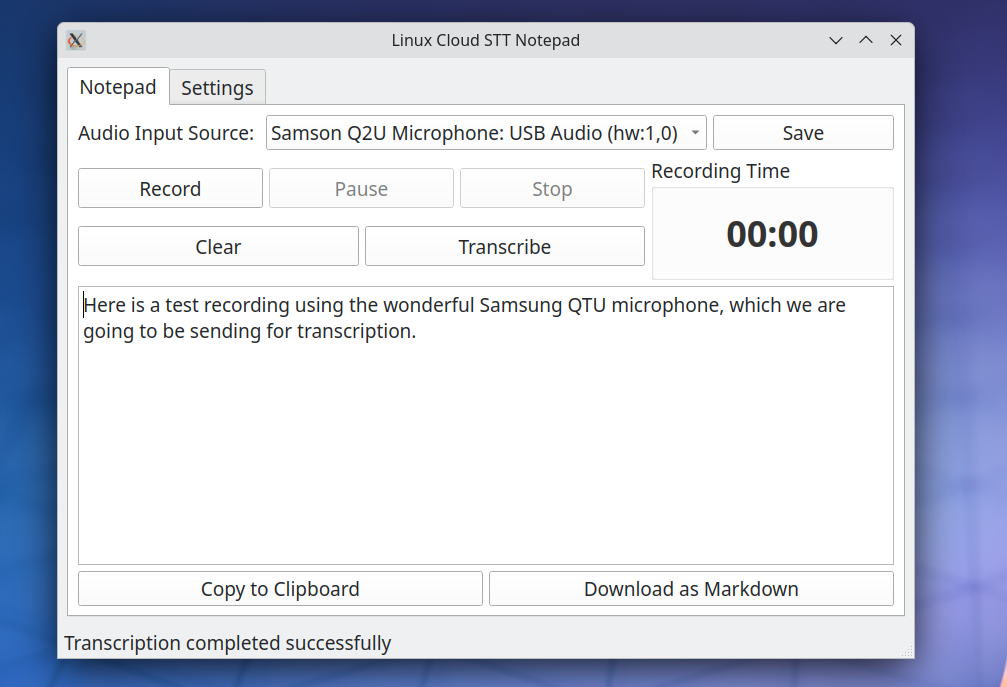 Linux Cloud STT Notepad
Notepad Settings
Audio Input Source: Samson Q2U Microphone: USB Audio (hw:1,0) Save
Record Pause Stop Recording Time
00:00
Clear Transcribe
Here is a test recording using the wonderful Samsung QTU microphone, which we are
going to be sending for transcription.
Copy to Clipboard Download as Markdown
Transcription completed successfully